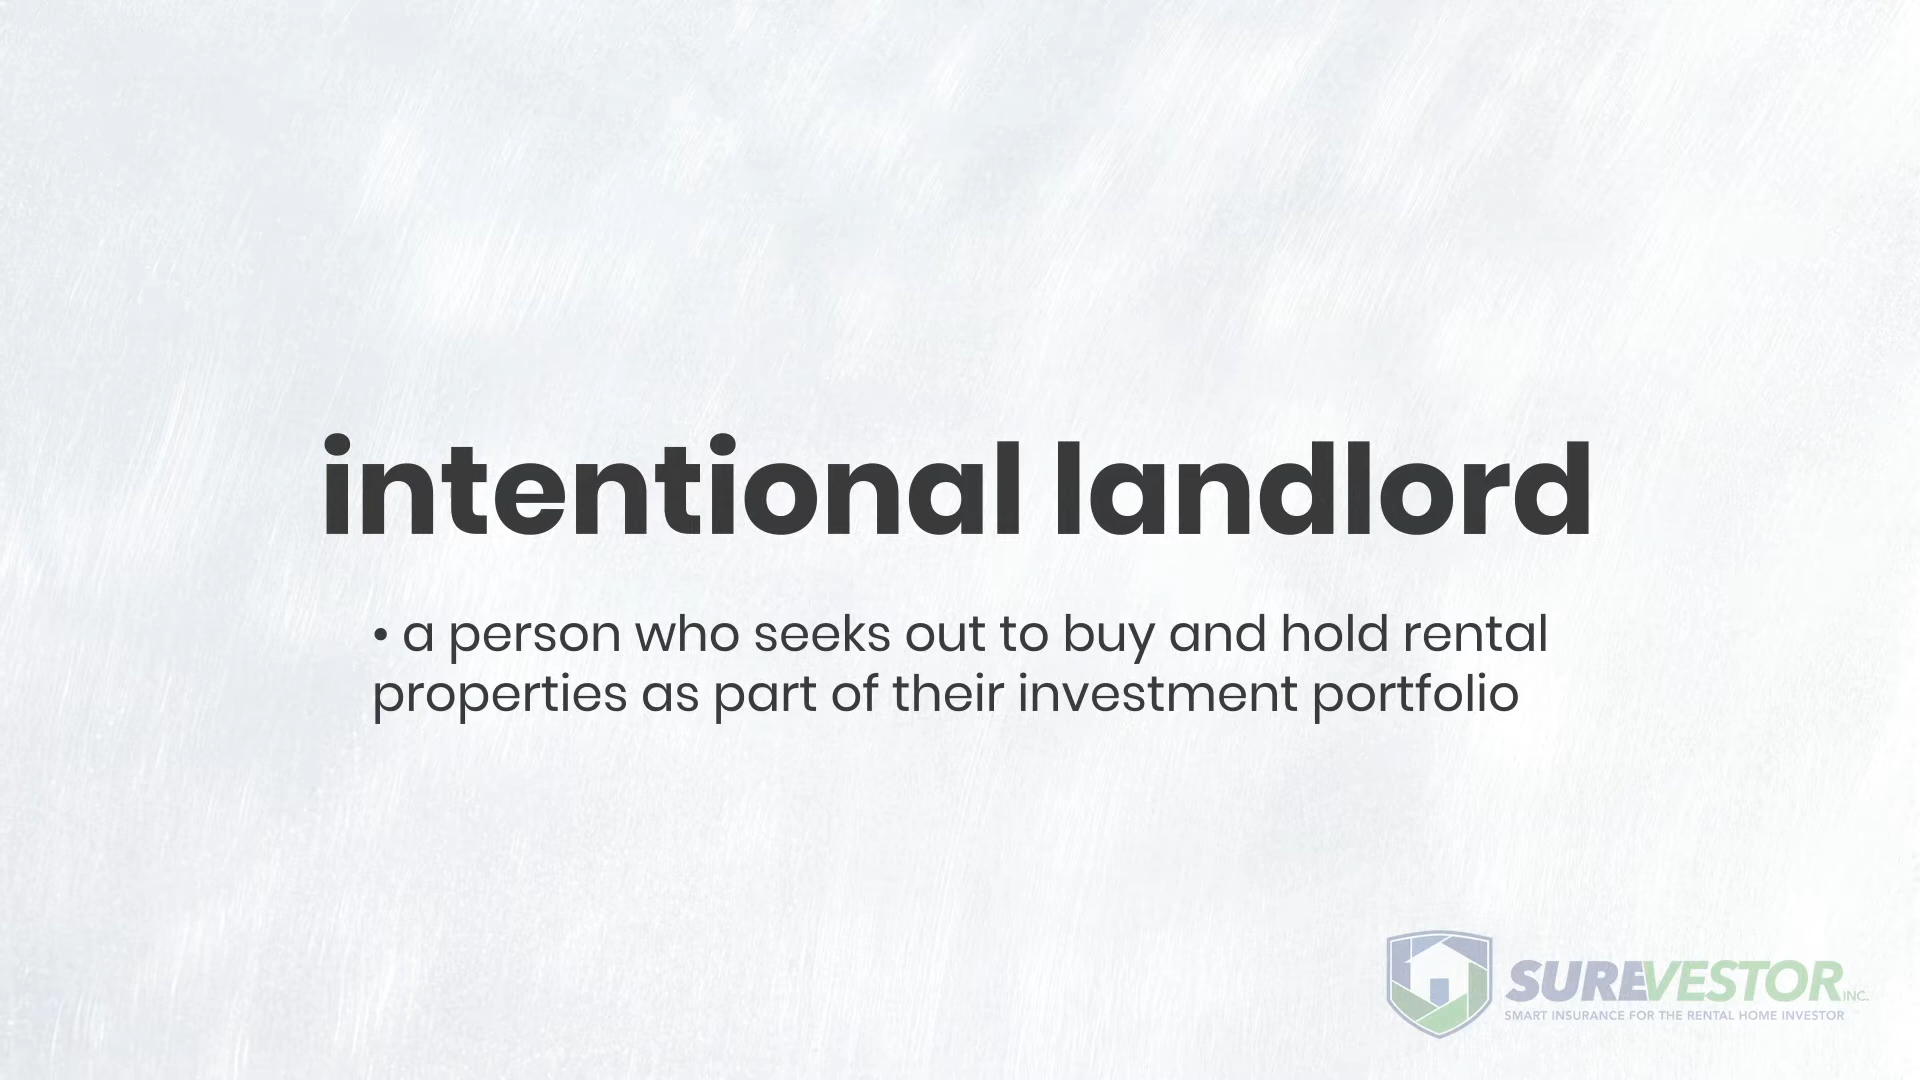 intentional landlord
• a person who seeks out to buy and hold rental
properties as part of their investment portfolio
SUREVESTOR INC.
SMART INSURANCE FOR THE RENTAL HOME INVESTOR